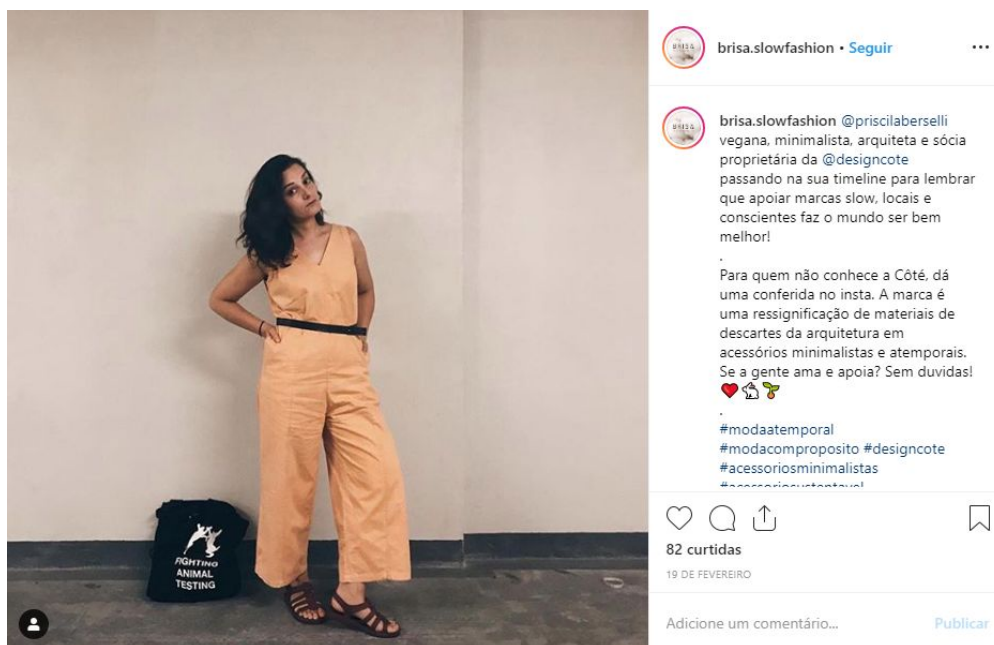 FIGHTING
ANIMAL
TESTING
BRISA
brisa.slowfashion • Seguir
BRISA
brisa.slowfashion @priscilaberselli
vegana, minimalista, arquiteta e sócia
proprietária da @designcote
passando na sua timeline para lembrar
que apoiar marcas slow, locais e
conscientes faz o mundo ser bem
melhor!
.
Para quem não conhece a Côté, dá
uma conferida no insta. A marca é
uma ressignificação de materiais de
descartes da arquitetura em
acessórios minimalistas e atemporais.
Se a gente ama e apoia? Sem duvidas!
.
#modaatemporal
#modacomproposito #designcote
#acessoriosminimalistas
#acessoriosustentavel
82 curtidas
19 DE FEVEREIRO
Adicione um comentário...
Publicar